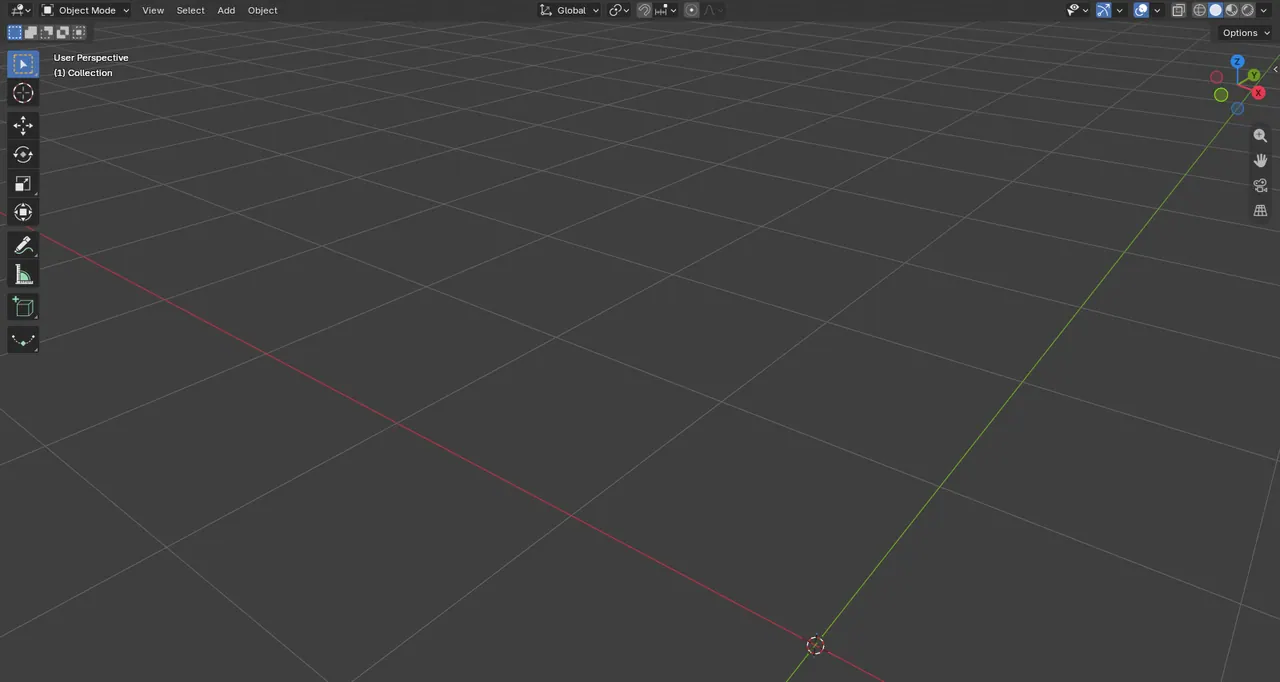 Object Mode View Select Add Object Global
Options
User Perspective
(1) Collection
Z
Y
X